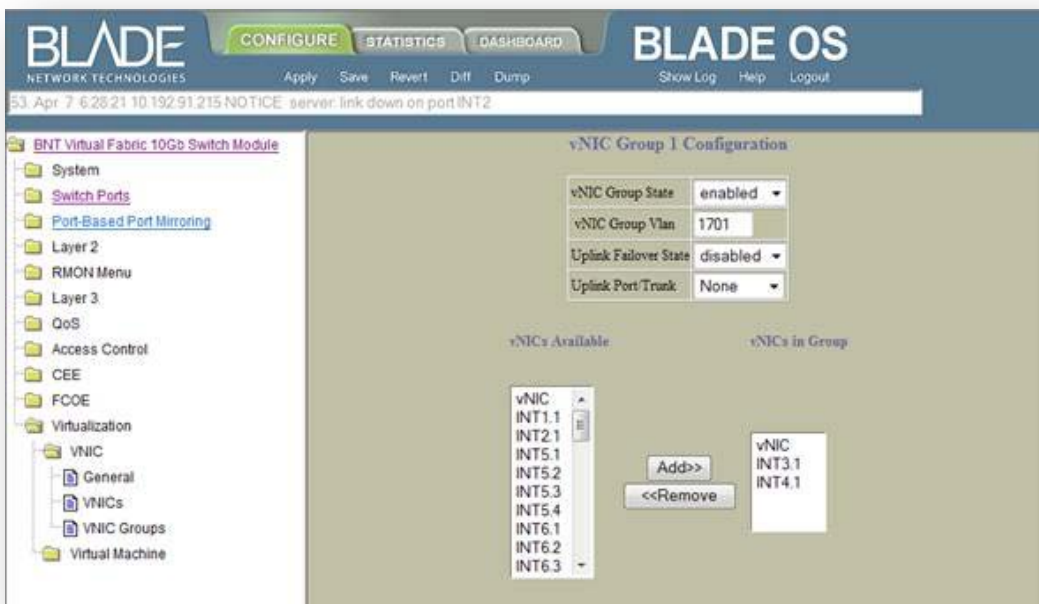 BLADE
NETWORK TECHNOLOGIES
CONFIGURE STATISTICS DASHBOARD
BLADE OS
Apply Save Revert Diff Dump
Show Log Help Logout
53. Apr 7 6:28:21 10.192.91.215 NOTICE server: link down on port INT2
BNT Virtual Fabric 10Gb Switch Module
System
Switch Ports
Port-Based Port Mirroring
Layer 2
RMON Menu
Layer 3
QoS
Access Control
CEE
FCOE
Virtualization
VNIC
General
VNICs
VNIC Groups
Virtual Machine
vNIC Group 1 Configuration
vNIC Group State enabled
vNIC Group Vlan 1701
Uplink Failover State disabled
Uplink Port/Trunk None
vNICs Available
vNIC
INT1.1
INT2.1
INT5.1
INT5.2
INT5.3
INT5.4
INT6.1
INT6.2
INT6.3
Add>>
<<Remove
vNICs in Group
vNIC
INT3.1
INT4.1